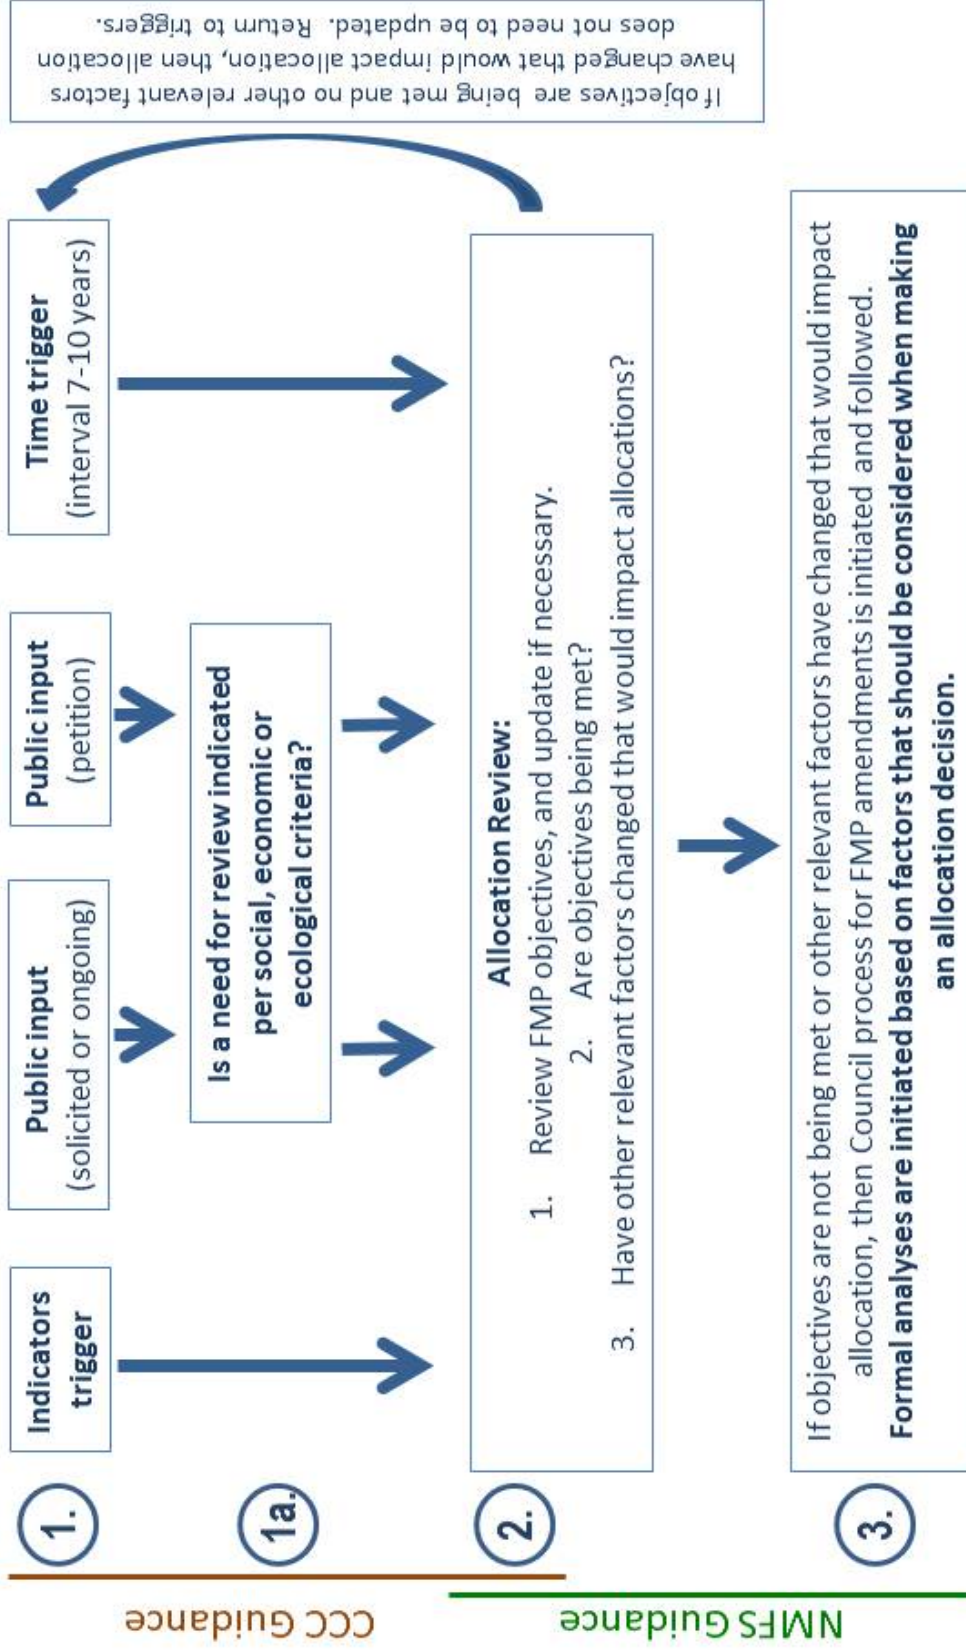 CCC Guidance
NMFS Guidance
1.
Indicators
trigger
Public input
(solicited or ongoing)
Public input
(petition)
Time trigger
(interval 7-10 years)
1a.
Is a need for review indicated
per social, economic or
ecological criteria?
2.
Allocation Review:
1. Review FMP objectives, and update if necessary.
2. Are objectives being met?
3. Have other relevant factors changed that would impact allocations?
If objectives are being met and no other relevant factors
have changed that would impact allocation, then allocation
does not need to be updated. Return to triggers.
3.
If objectives are not being met or other relevant factors have changed that would impact
allocation, then Council process for FMP amendments is initiated and followed.
Formal analyses are initiated based on factors that should be considered when making
an allocation decision.